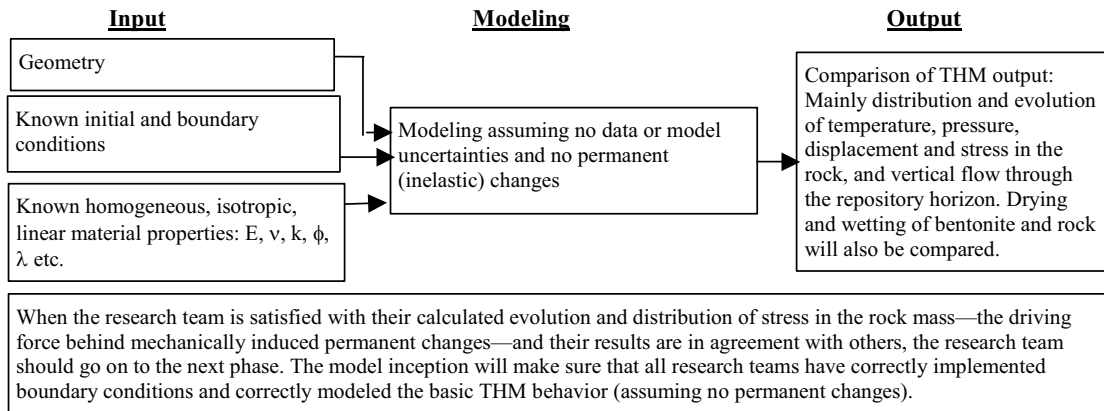 Input
Modeling
Output
Geometry
Known initial and boundary
conditions
Known homogeneous, isotropic,
linear material properties: E, ν, k, ϕ,
λ etc.
Modeling assuming no data or model
uncertainties and no permanent
(inelastic) changes
Comparison of THM output:
Mainly distribution and evolution
of temperature, pressure,
displacement and stress in the
rock, and vertical flow through
the repository horizon. Drying
and wetting of bentonite and rock
will also be compared.
When the research team is satisfied with their calculated evolution and distribution of stress in the rock mass—the driving
force behind mechanically induced permanent changes—and their results are in agreement with others, the research team
should go on to the next phase. The model inception will make sure that all research teams have correctly implemented
boundary conditions and correctly modeled the basic THM behavior (assuming no permanent changes).